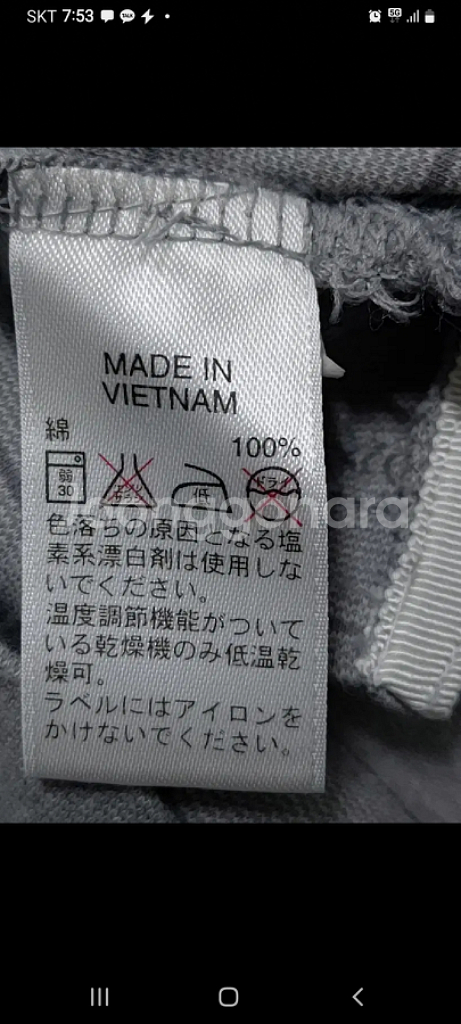 SKT 7:53
5G
MADE IN
VIETNAM
綿
100%
弱
30
低
ドライ
色落ちの原因となる塩
素系漂白剤は使用しな
いでください。
温度調節機能がついて
いる乾燥機のみ低温乾
燥可。
ラベルにはアイロンを
かけないでください。